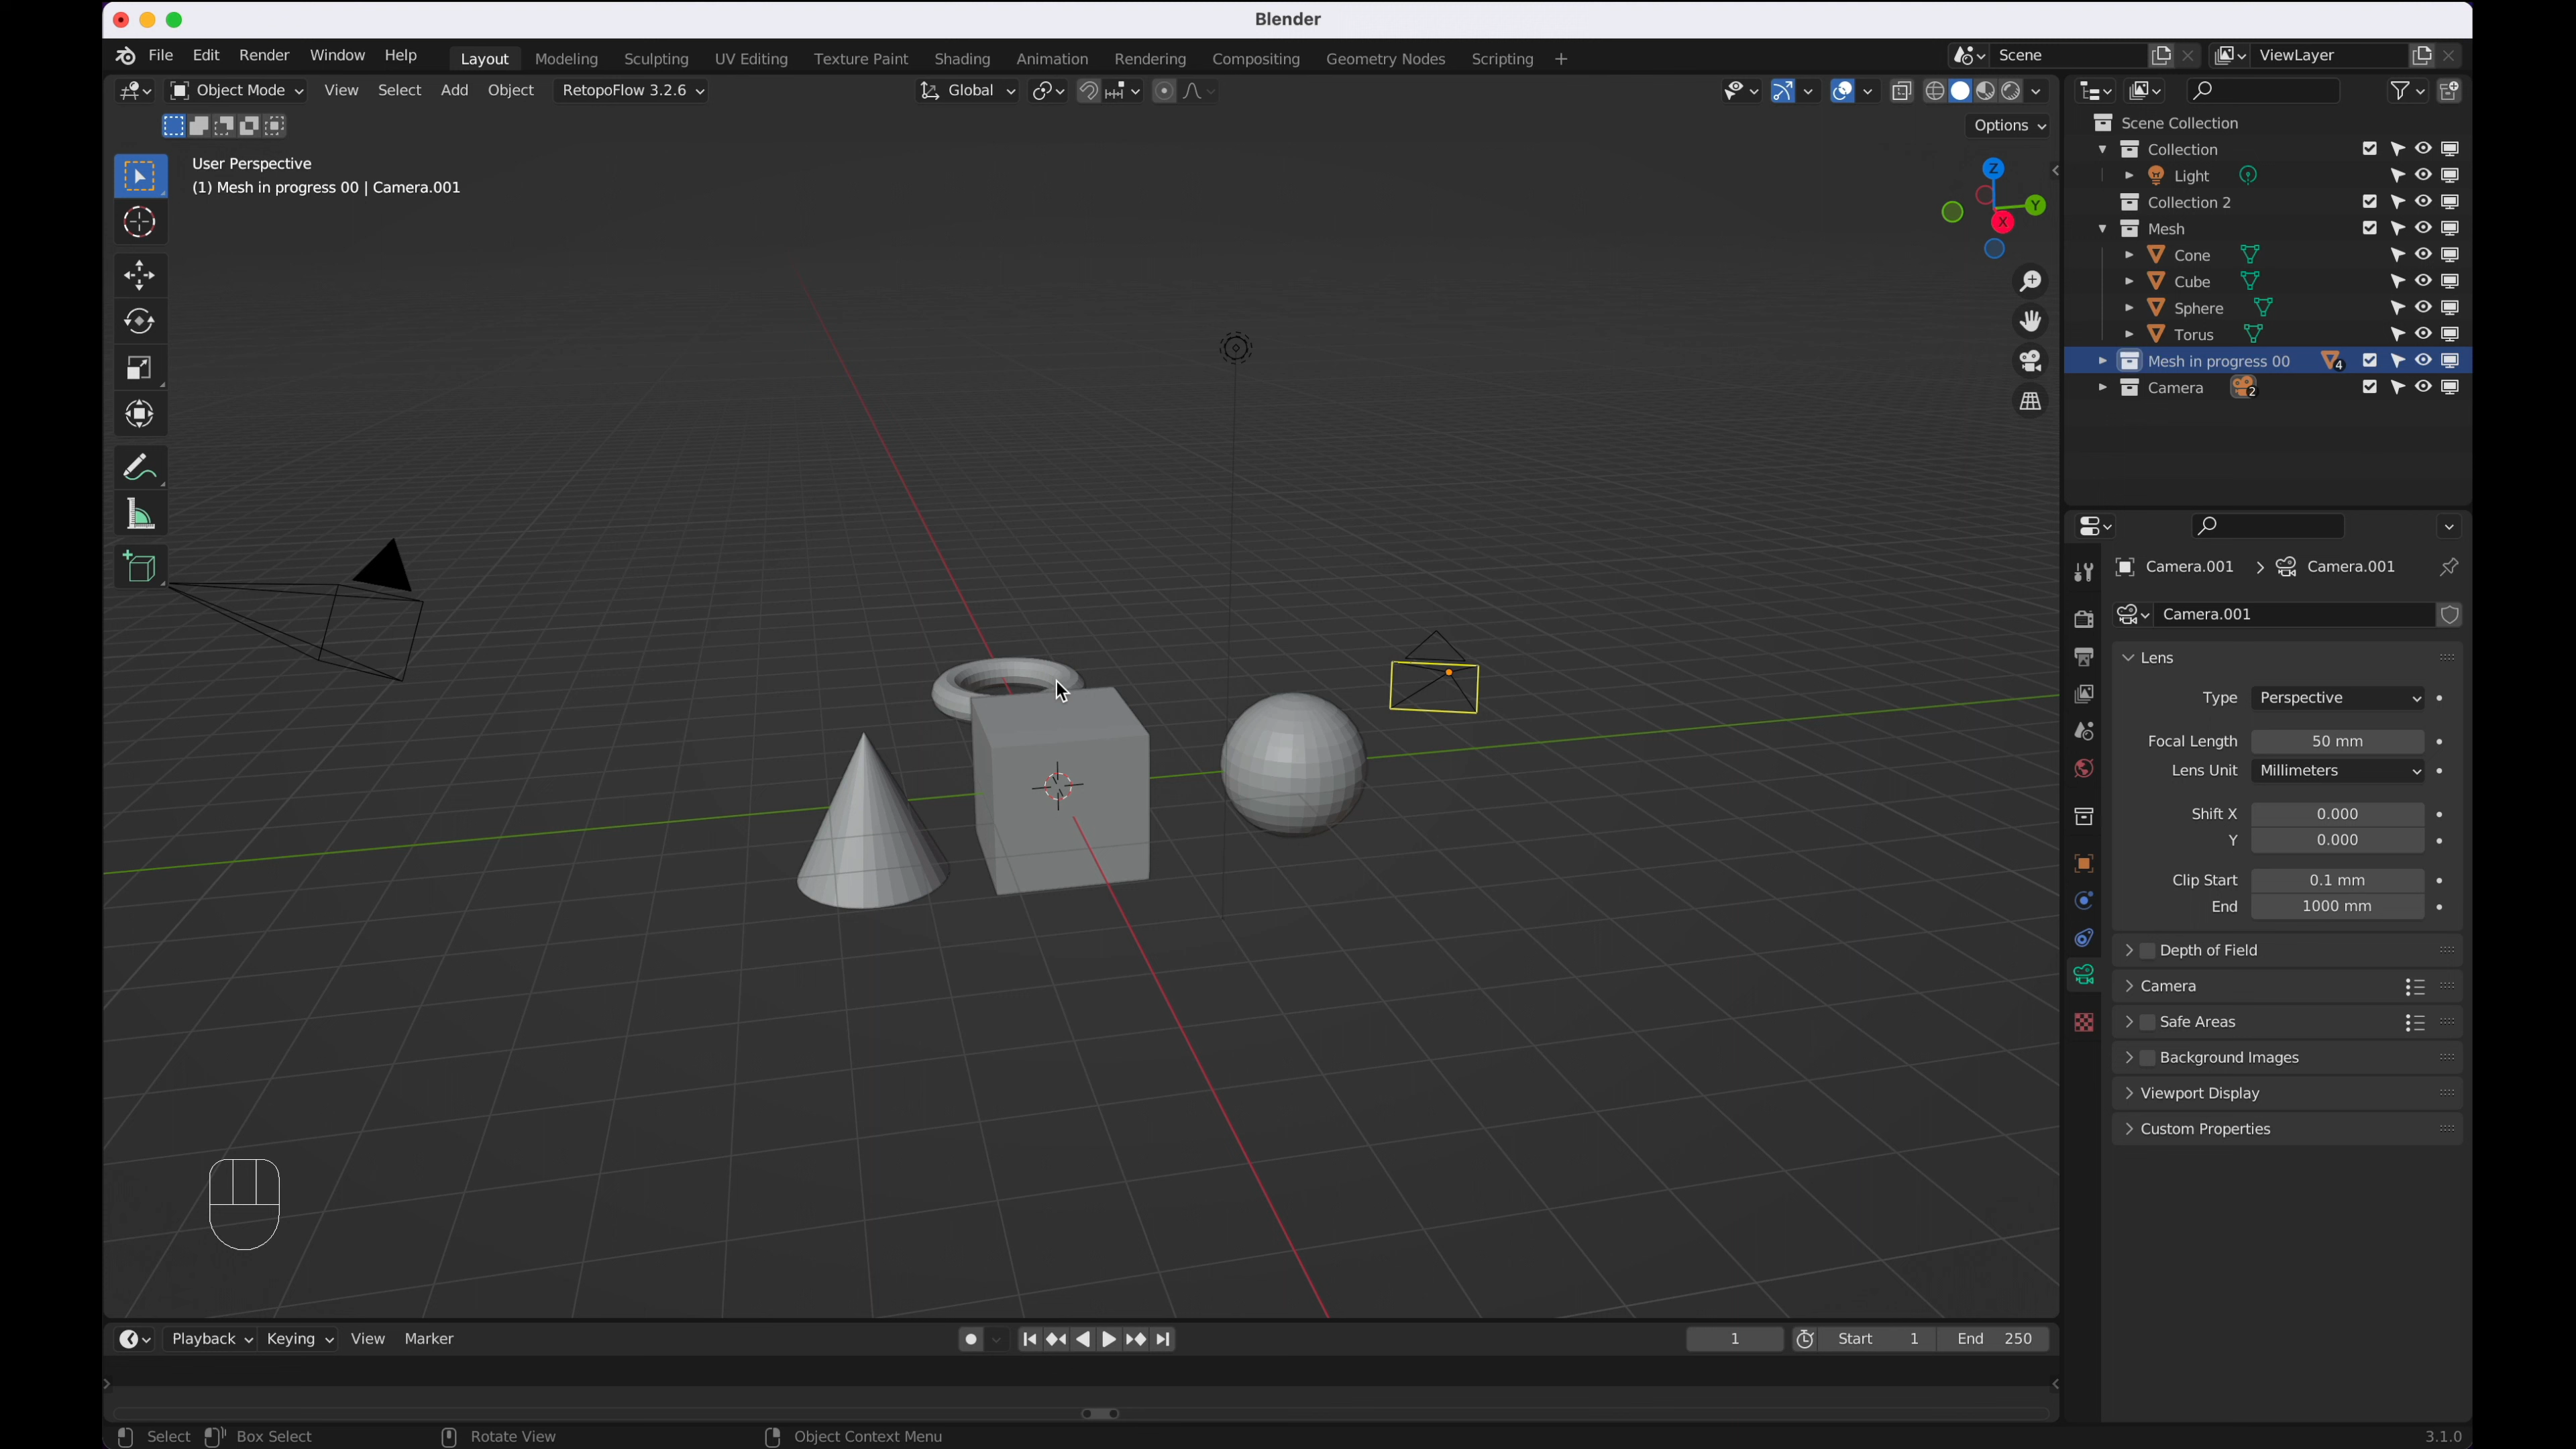 Blender
File Edit Render Window Help Layout Modeling Sculpting UV Editing Texture Paint Shading Animation Rendering Compositing Geometry Nodes Scripting + Scene ViewLayer
Object Mode View Select Add Object RetopoFlow 3.2.6 Global
Options
User Perspective
(1) Mesh in progress 00 | Camera.001
Z
Y
X
Scene Collection
Collection
Light
Collection 2
Mesh
Cone
Cube
Sphere
Torus
Mesh in progress 00 4
Camera 2
Camera.001 > Camera.001
Camera.001
Lens
Type Perspective
Focal Length 50 mm
Lens Unit Millimeters
Shift X 0.000
Y 0.000
Clip Start 0.1 mm
End 1000 mm
Depth of Field
Camera
Safe Areas
Background Images
Viewport Display
Custom Properties
Playback Keying View Marker 1 Start 1 End 250
Select Box Select Rotate View Object Context Menu 3.1.0